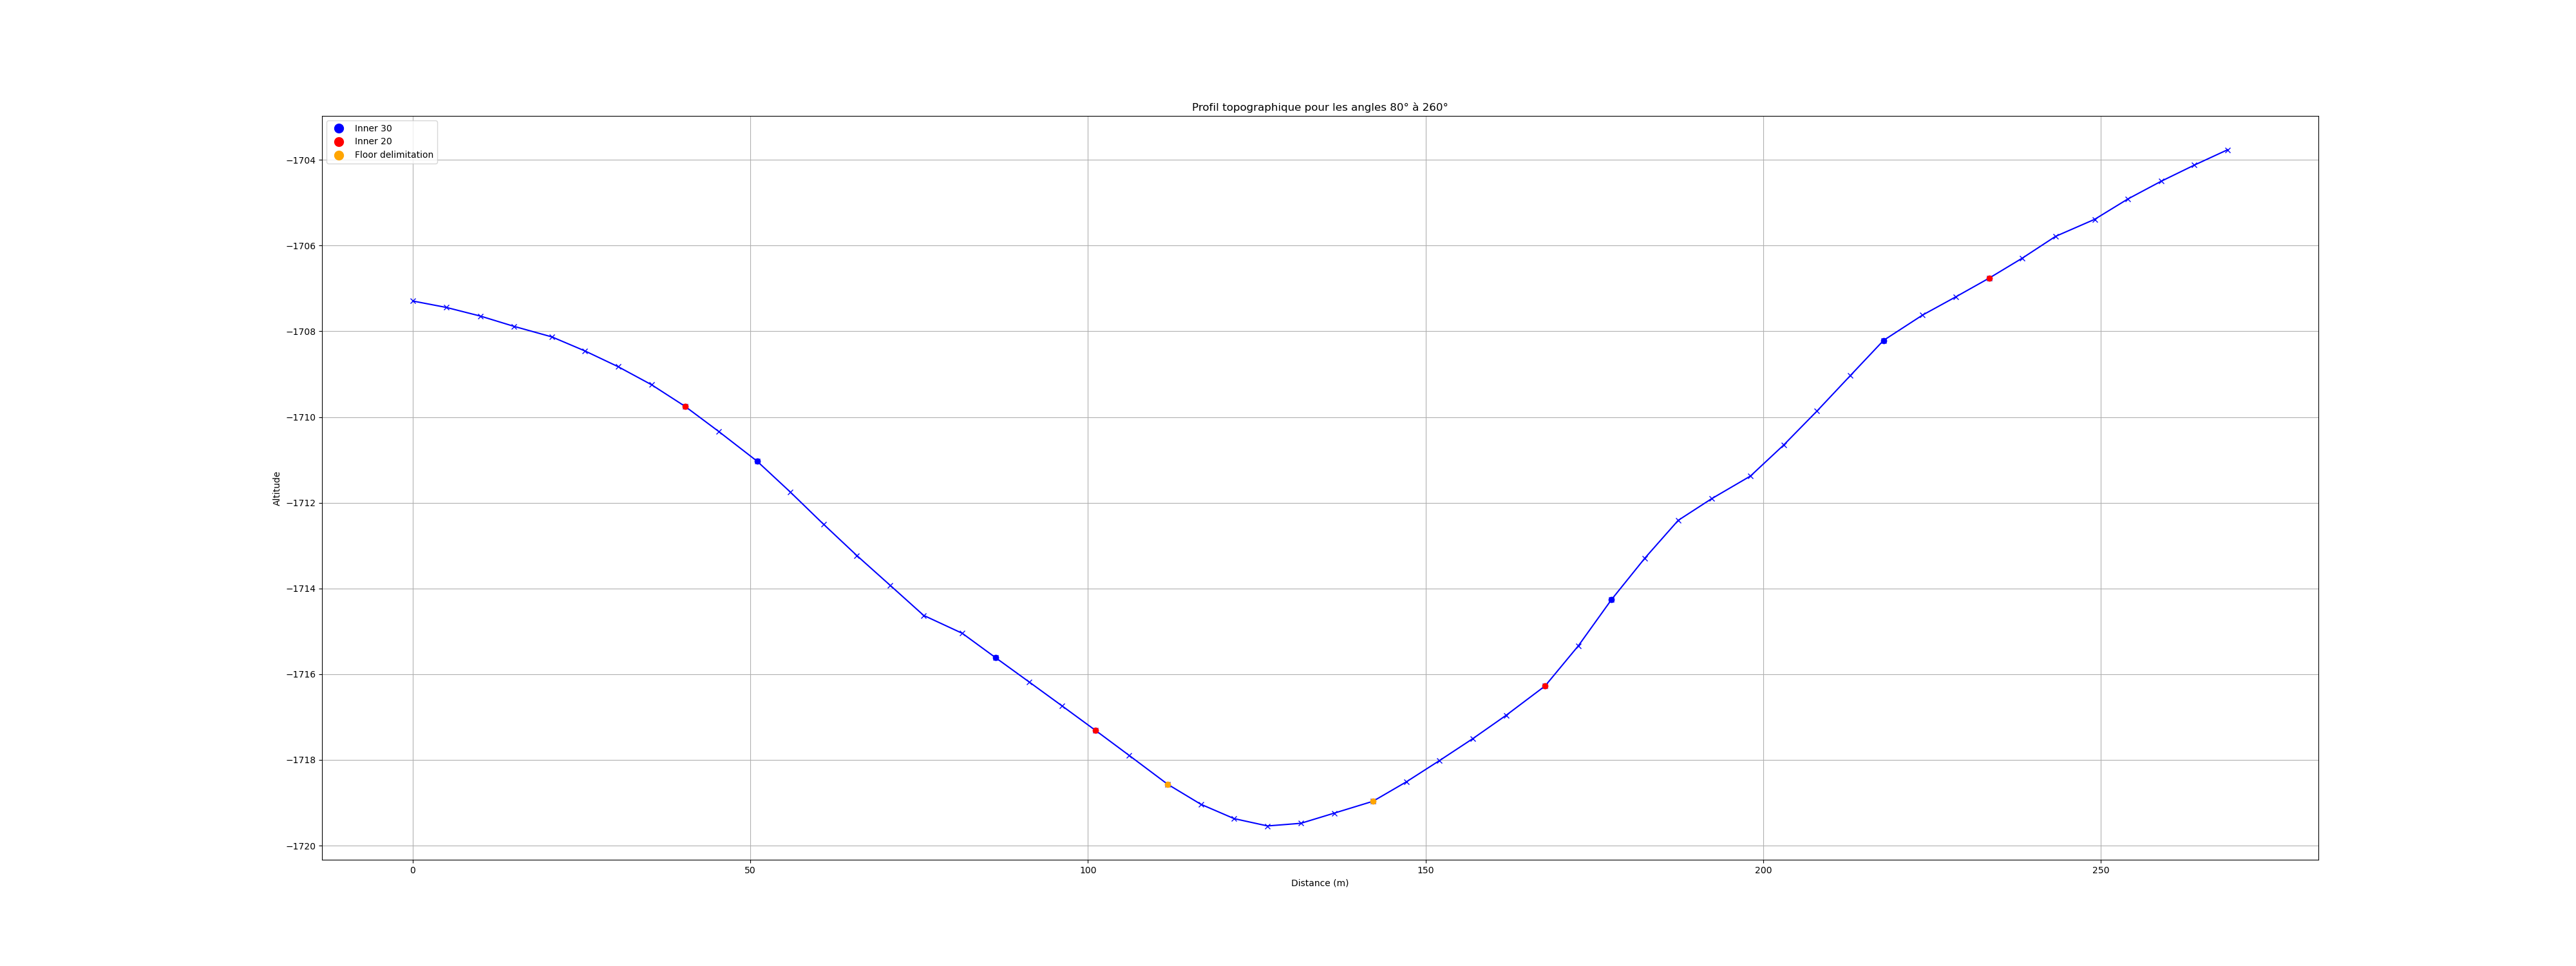 Profil topographique pour les angles 80° à 260°
Inner 30
Inner 20
Floor delimitation
−1704
−1706
−1708
−1710
−1712
−1714
−1716
−1718
−1720
Altitude
0
50
100
150
200
250
Distance (m)